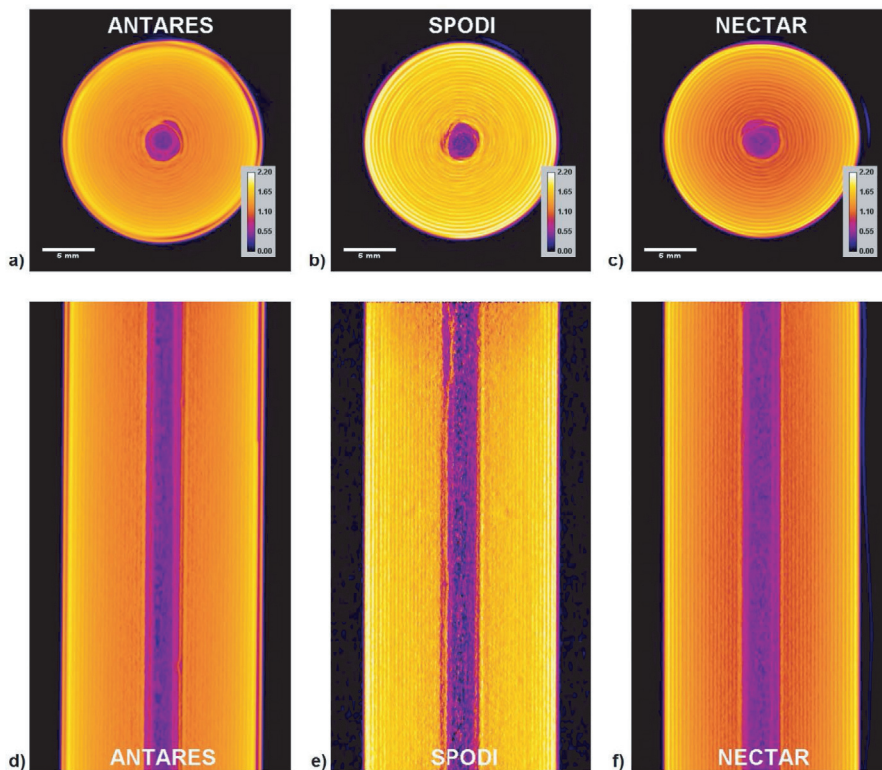 ANTARES
SPODI
NECTAR
2.20
1.65
1.10
0.55
0.00
2.20
1.65
1.10
0.55
0.00
2.20
1.65
1.10
0.55
0.00
a)
5 mm
b)
5 mm
c)
5 mm
d)
ANTARES
e)
SPODI
f)
NECTAR